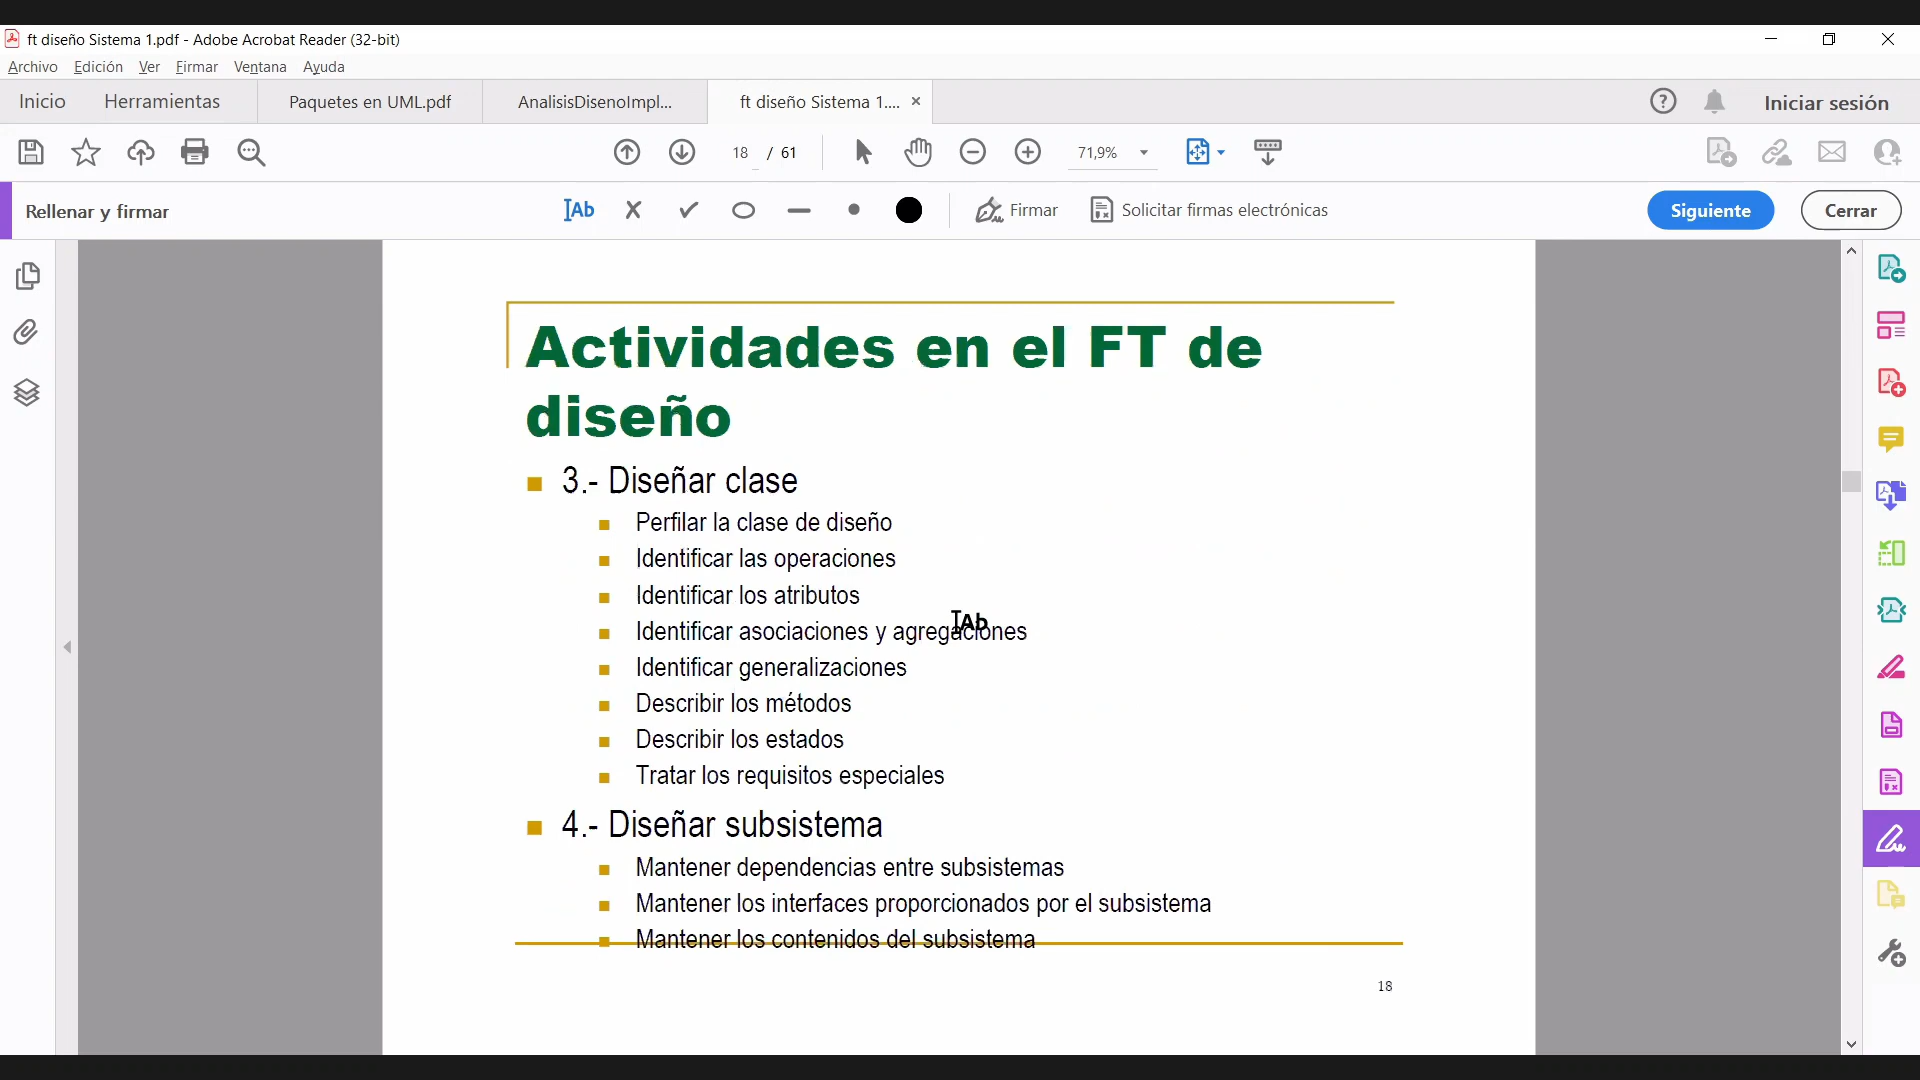 ft diseño Sistema 1.pdf - Adobe Acrobat Reader (32-bit)
Archivo Edición Ver Firmar Ventana Ayuda
Inicio Herramientas Paquetes en UML.pdf AnalisisDisenoImpl... ft diseño Sistema 1.... × Iniciar sesión
18 / 61 71,9%
Rellenar y firmar Ab Firmar Solicitar firmas electrónicas Siguiente Cerrar
Actividades en el FT de
diseño
3.- Diseñar clase
Perfilar la clase de diseño
Identificar las operaciones
Identificar los atributos
Ab
Identificar asociaciones y agregaciones
Identificar generalizaciones
Describir los métodos
Describir los estados
Tratar los requisitos especiales
4.- Diseñar subsistema
Mantener dependencias entre subsistemas
Mantener los interfaces proporcionados por el subsistema
Mantener los contenidos del subsistema
18